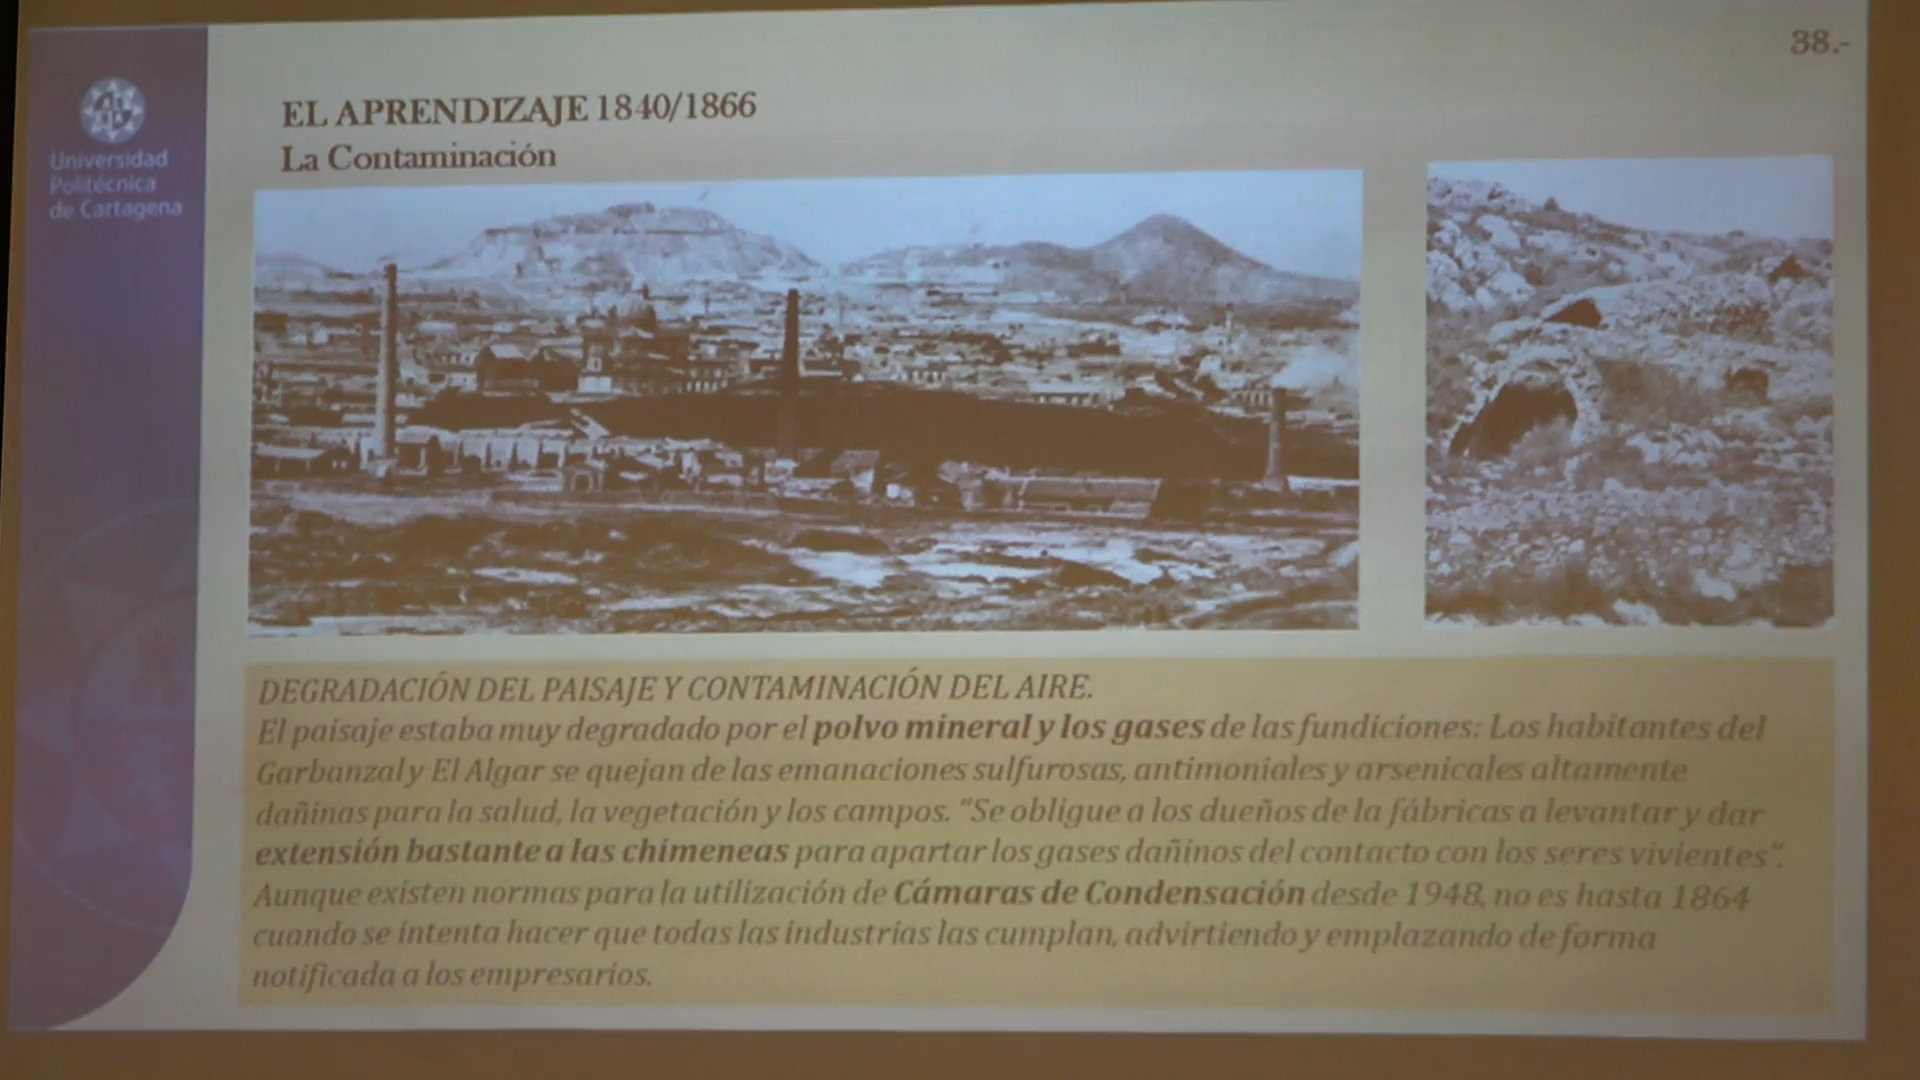 38.-
Universidad
Politécnica
de Cartagena
EL APRENDIZAJE 1840/1866
La Contaminación
DEGRADACIÓN DEL PAISAJE Y CONTAMINACIÓN DEL AIRE.
El paisaje estaba muy degradado por el polvo mineral y los gases de las fundiciones: Los habitantes del
Garbanzal y El Algar se quejan de las emanaciones sulfurosas, antimoniales y arsenicales altamente
dañinas para la salud, la vegetación y los campos. "Se obligue a los dueños de la fábricas a levantar y dar
extensión bastante a las chimeneas para apartar los gases dañinos del contacto con los seres vivientes".
Aunque existen normas para la utilización de Cámaras de Condensación desde 1948, no es hasta 1864
cuando se intenta hacer que todas las industrias las cumplan, advirtiendo y emplazando de forma
notificada a los empresarios.